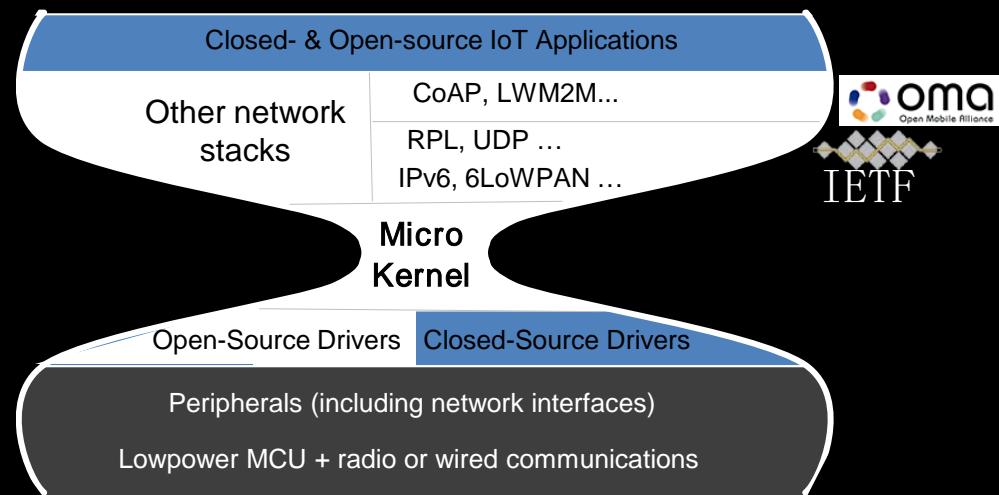 Closed- & Open-source IoT Applications
Other network
stacks
CoAP, LWM2M...
RPL, UDP …
IPv6, 6LoWPAN …
oma
Open Mobile Alliance
IETF
Micro
Kernel
Open-Source Drivers
Closed-Source Drivers
Peripherals (including network interfaces)
Lowpower MCU + radio or wired communications